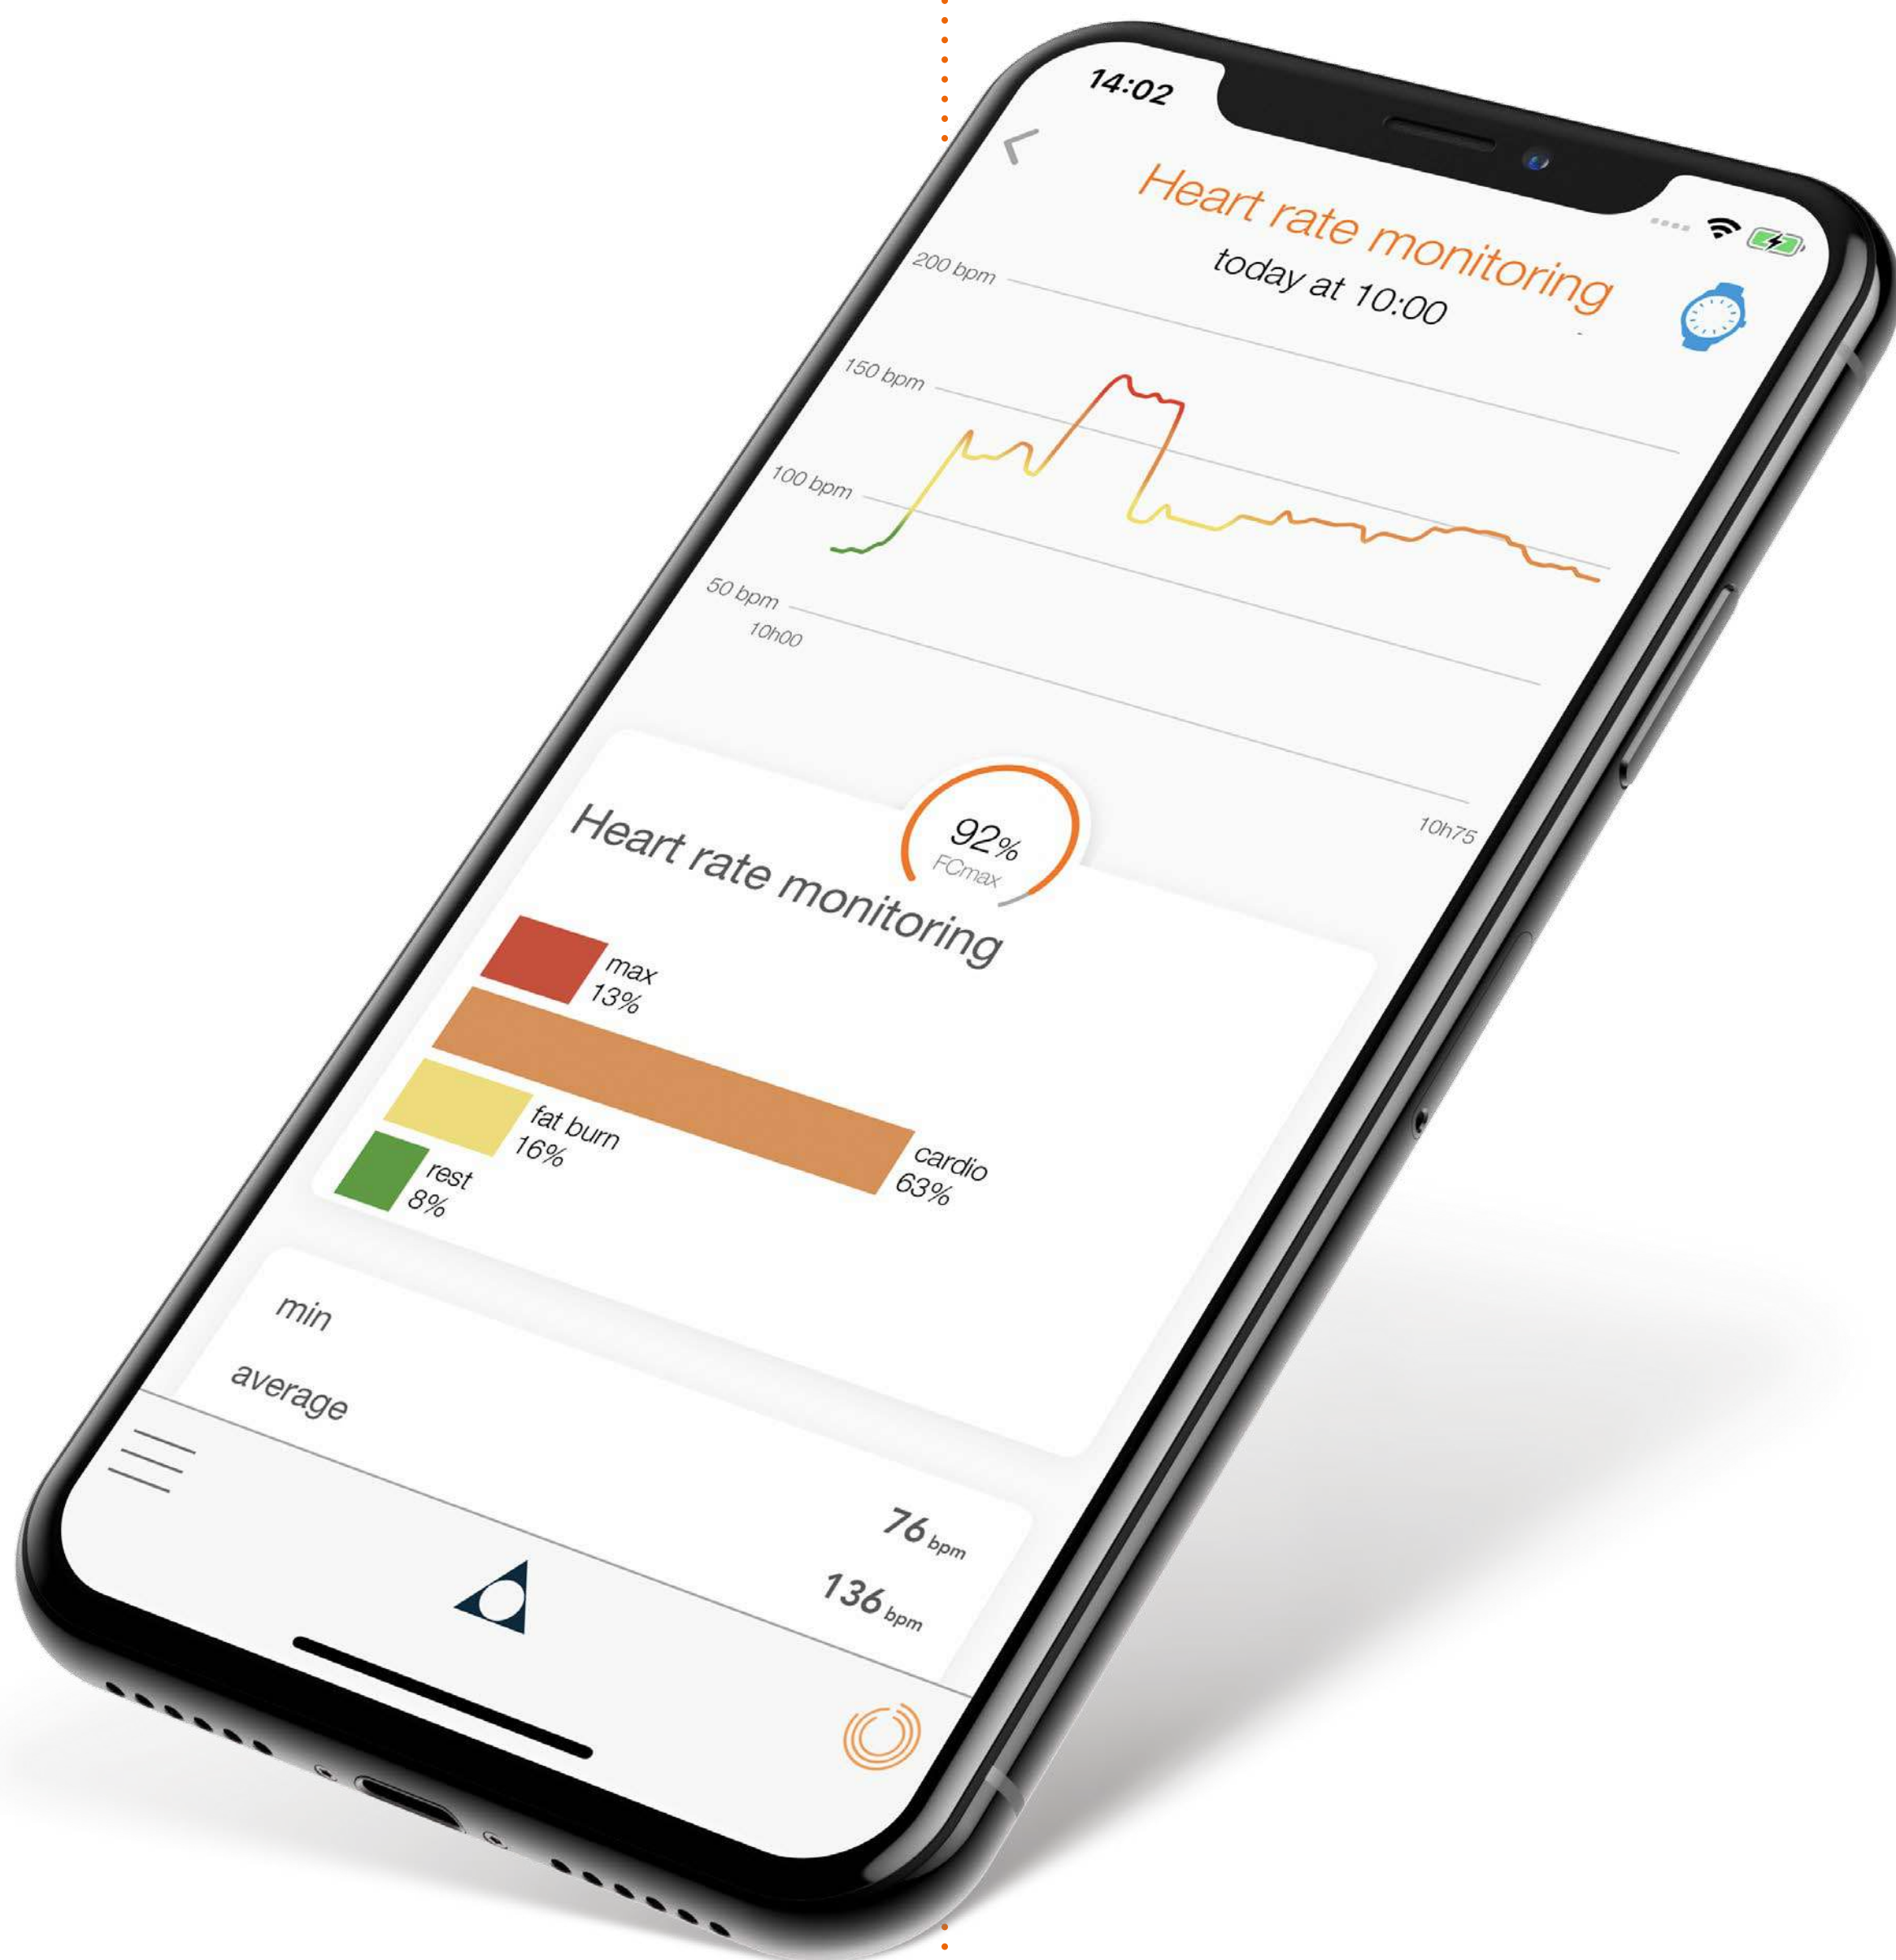 14:02
Heart rate monitoring
today at 10:00
200 bpm
150 bpm
100 bpm
50 bpm
10h00
10h75
92%
FCmax
Heart rate monitoring
max
13%
cardio
63%
fat burn
16%
rest
8%
min
76 bpm
average
136 bpm